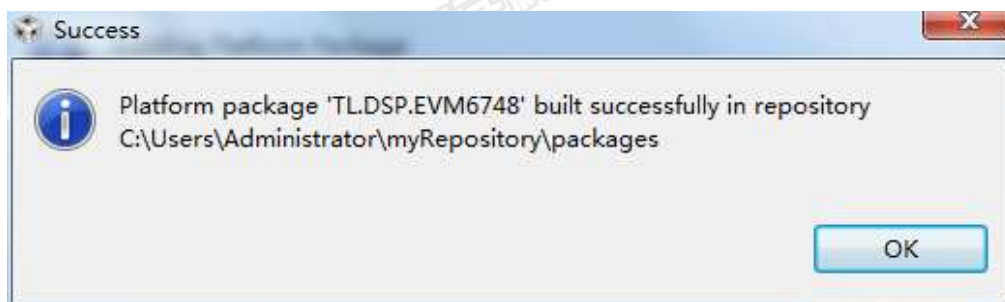 Success
Platform package 'TL.DSP.EVM6748' built successfully in repository
C:\Users\Administrator\myRepository\packages
OK